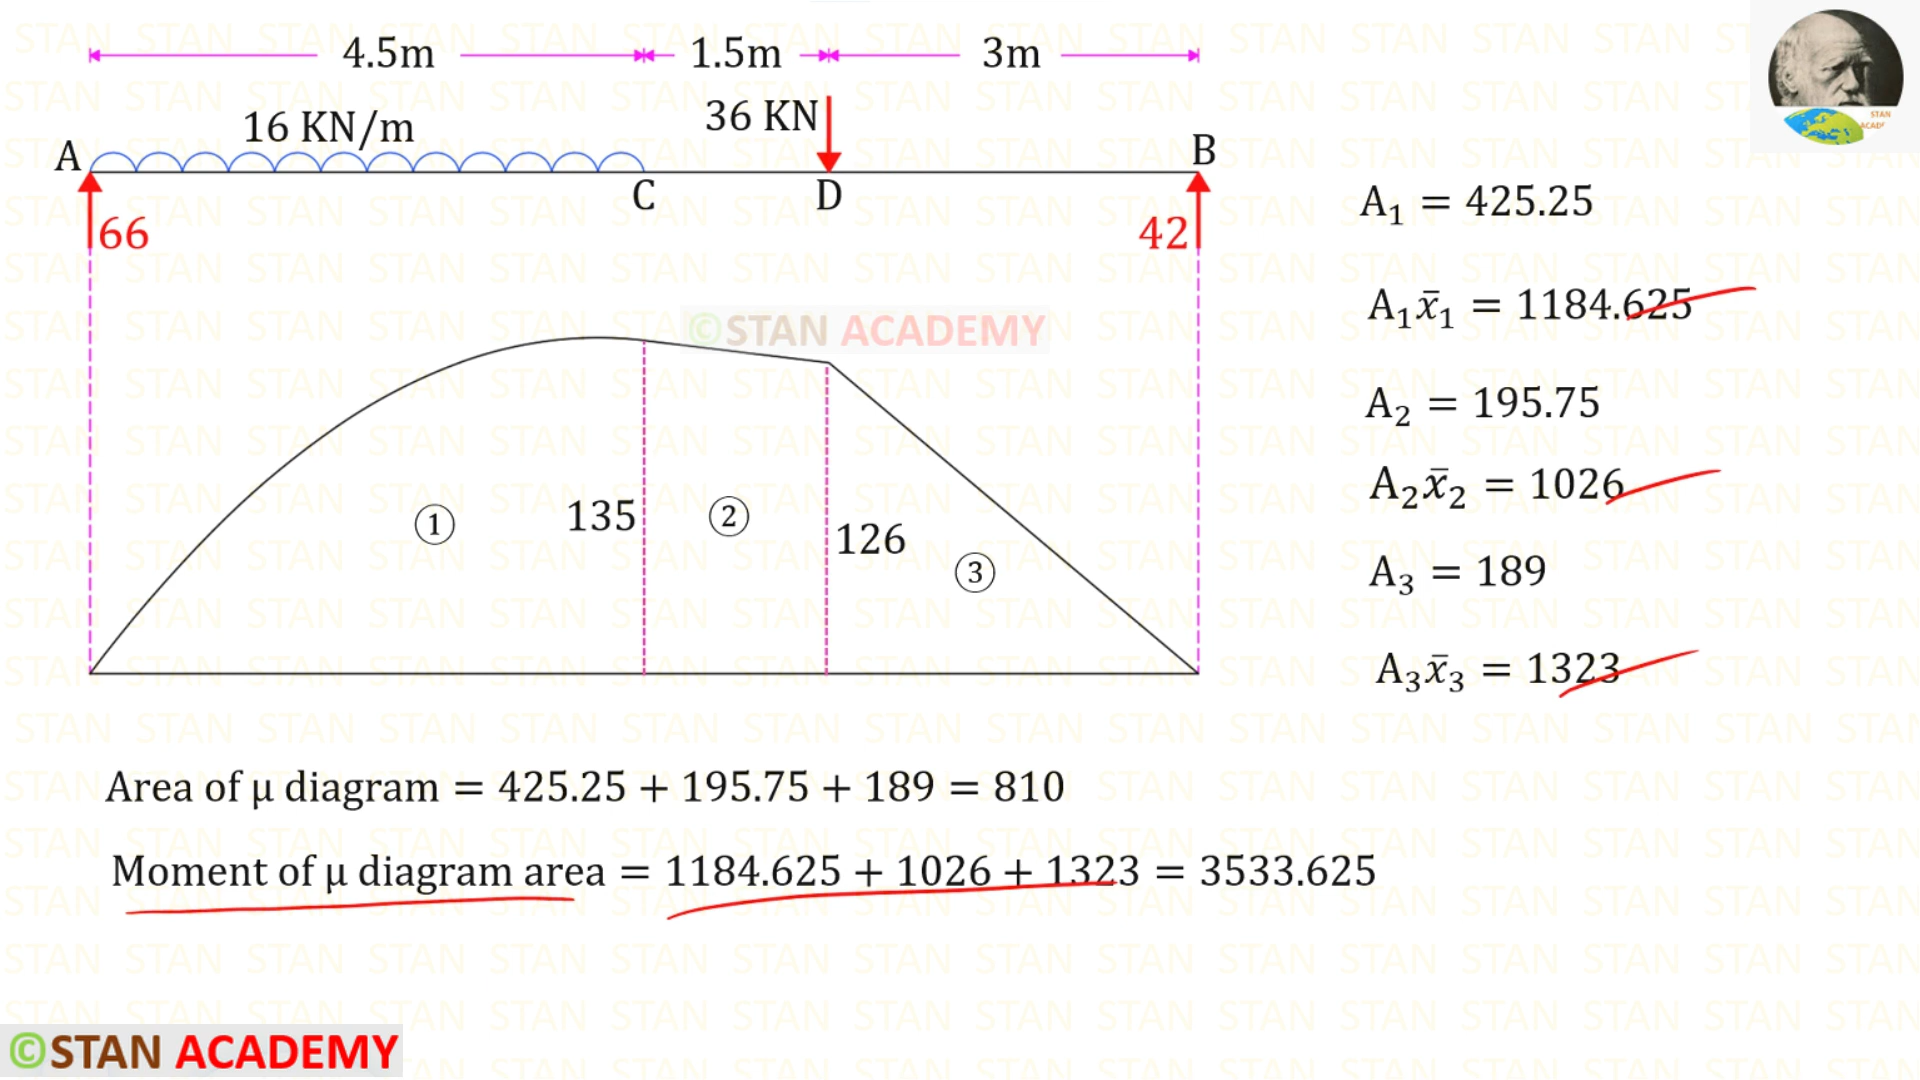 4.5m 1.5m 3m
36 KN
16 KN/m
A B
C D
66 42
©STAN ACADEMY
135 126
① ② ③
STAN
ACAD
A₁ = 425.25
A₁x̄₁ = 1184.625
A₂ = 195.75
A₂x̄₂ = 1026
A₃ = 189
A₃x̄₃ = 1323
Area of μ diagram = 425.25 + 195.75 + 189 = 810
Moment of μ diagram area = 1184.625 + 1026 + 1323 = 3533.625
©STAN ACADEMY